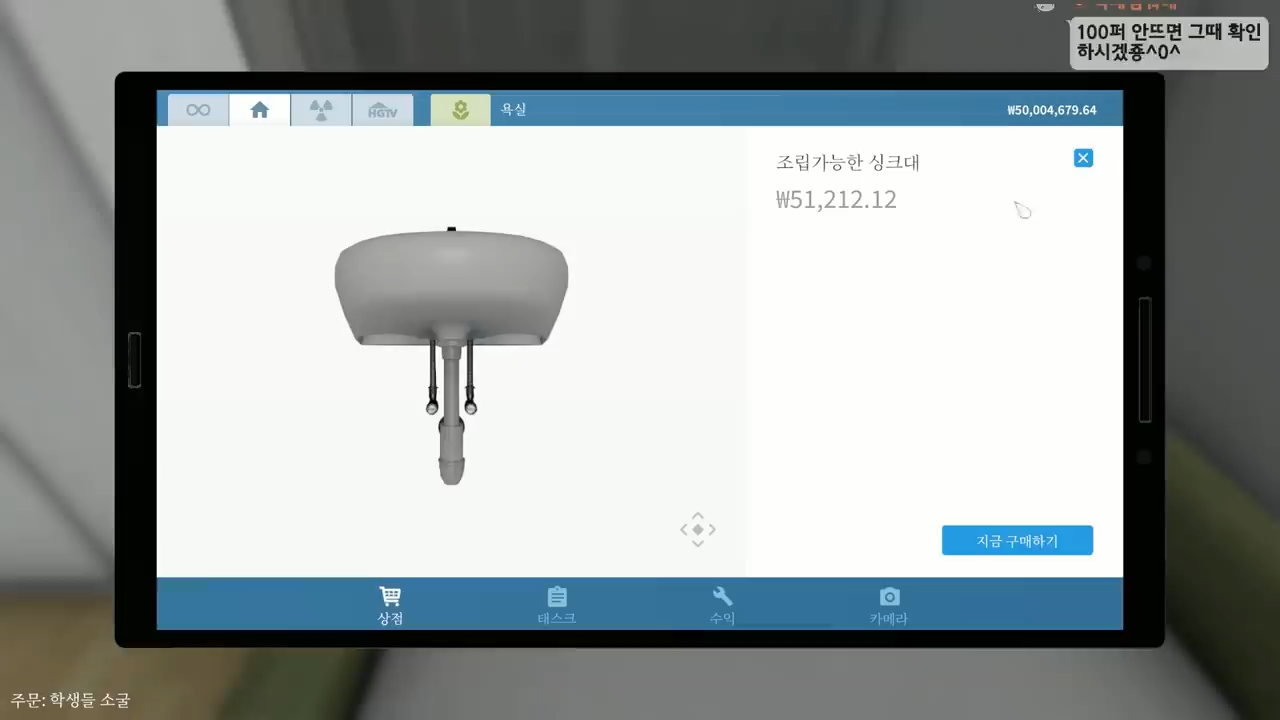 100퍼 안뜨면 그때 확인
하시겠죵^0^
HGTV
욕실
₩50,004,679.64
조립가능한 싱크대
₩51,212.12
지금 구매하기
상점
태스크
수익
카메라
주문: 학생들 소굴